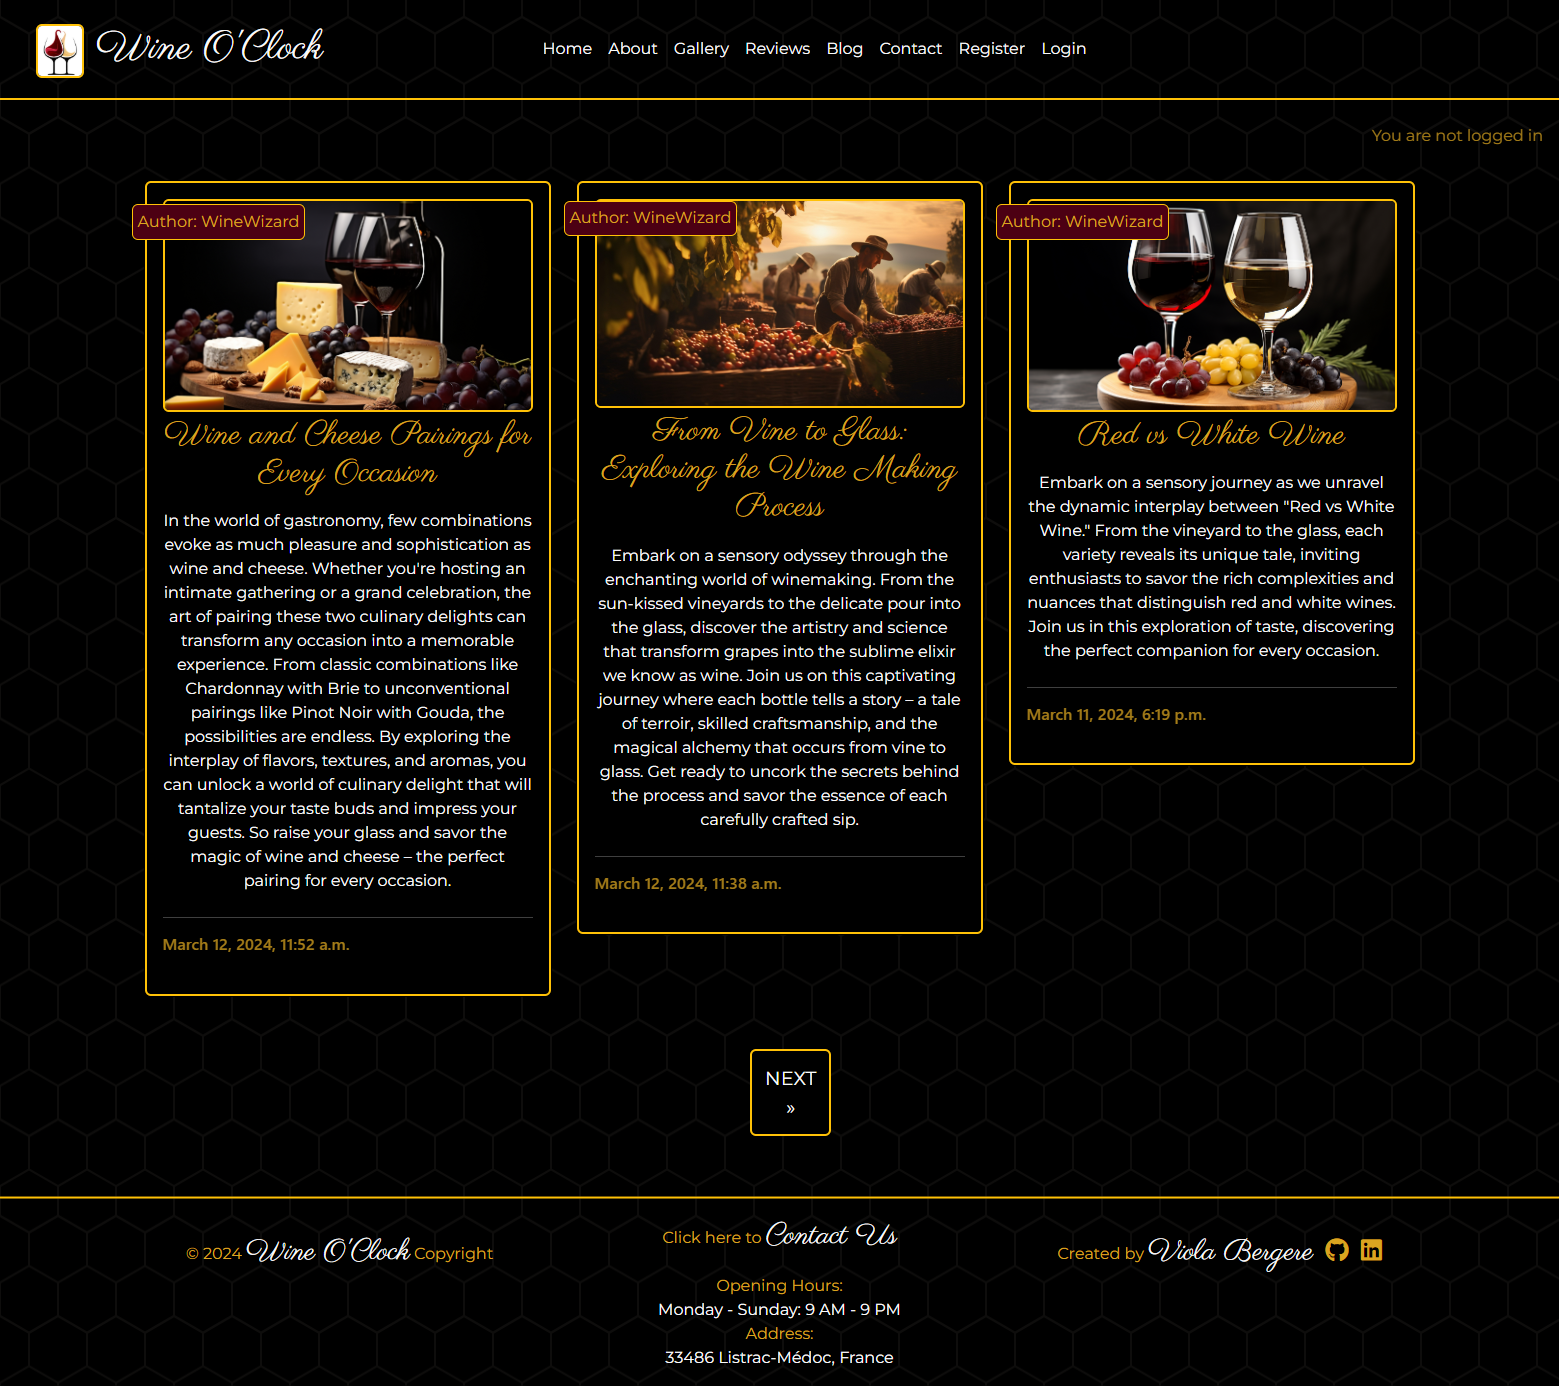 Wine O'Clock
Home About Gallery Reviews Blog Contact Register Login
You are not logged in
Author: WineWizard
Wine and Cheese Pairings for
Every Occasion
In the world of gastronomy, few combinations
evoke as much pleasure and sophistication as
wine and cheese. Whether you're hosting an
intimate gathering or a grand celebration, the
art of pairing these two culinary delights can
transform any occasion into a memorable
experience. From classic combinations like
Chardonnay with Brie to unconventional
pairings like Pinot Noir with Gouda, the
possibilities are endless. By exploring the
interplay of flavors, textures, and aromas, you
can unlock a world of culinary delight that will
tantalize your taste buds and impress your
guests. So raise your glass and savor the
magic of wine and cheese – the perfect
pairing for every occasion.
March 12, 2024, 11:52 a.m.
Author: WineWizard
From Vine to Glass:
Exploring the Wine Making
Process
Embark on a sensory odyssey through the
enchanting world of winemaking. From the
sun-kissed vineyards to the delicate pour into
the glass, discover the artistry and science
that transform grapes into the sublime elixir
we know as wine. Join us on this captivating
journey where each bottle tells a story – a tale
of terroir, skilled craftsmanship, and the
magical alchemy that occurs from vine to
glass. Get ready to uncork the secrets behind
the process and savor the essence of each
carefully crafted sip.
March 12, 2024, 11:38 a.m.
Author: WineWizard
Red vs White Wine
Embark on a sensory journey as we unravel
the dynamic interplay between "Red vs White
Wine." From the vineyard to the glass, each
variety reveals its unique tale, inviting
enthusiasts to savor the rich complexities and
nuances that distinguish red and white wines.
Join us in this exploration of taste, discovering
the perfect companion for every occasion.
March 11, 2024, 6:19 p.m.
NEXT
»
© 2024 Wine O'Clock Copyright
Click here to Contact Us
Opening Hours:
Monday - Sunday: 9 AM - 9 PM
Address:
33486 Listrac-Médoc, France
Created by Viola Bergere